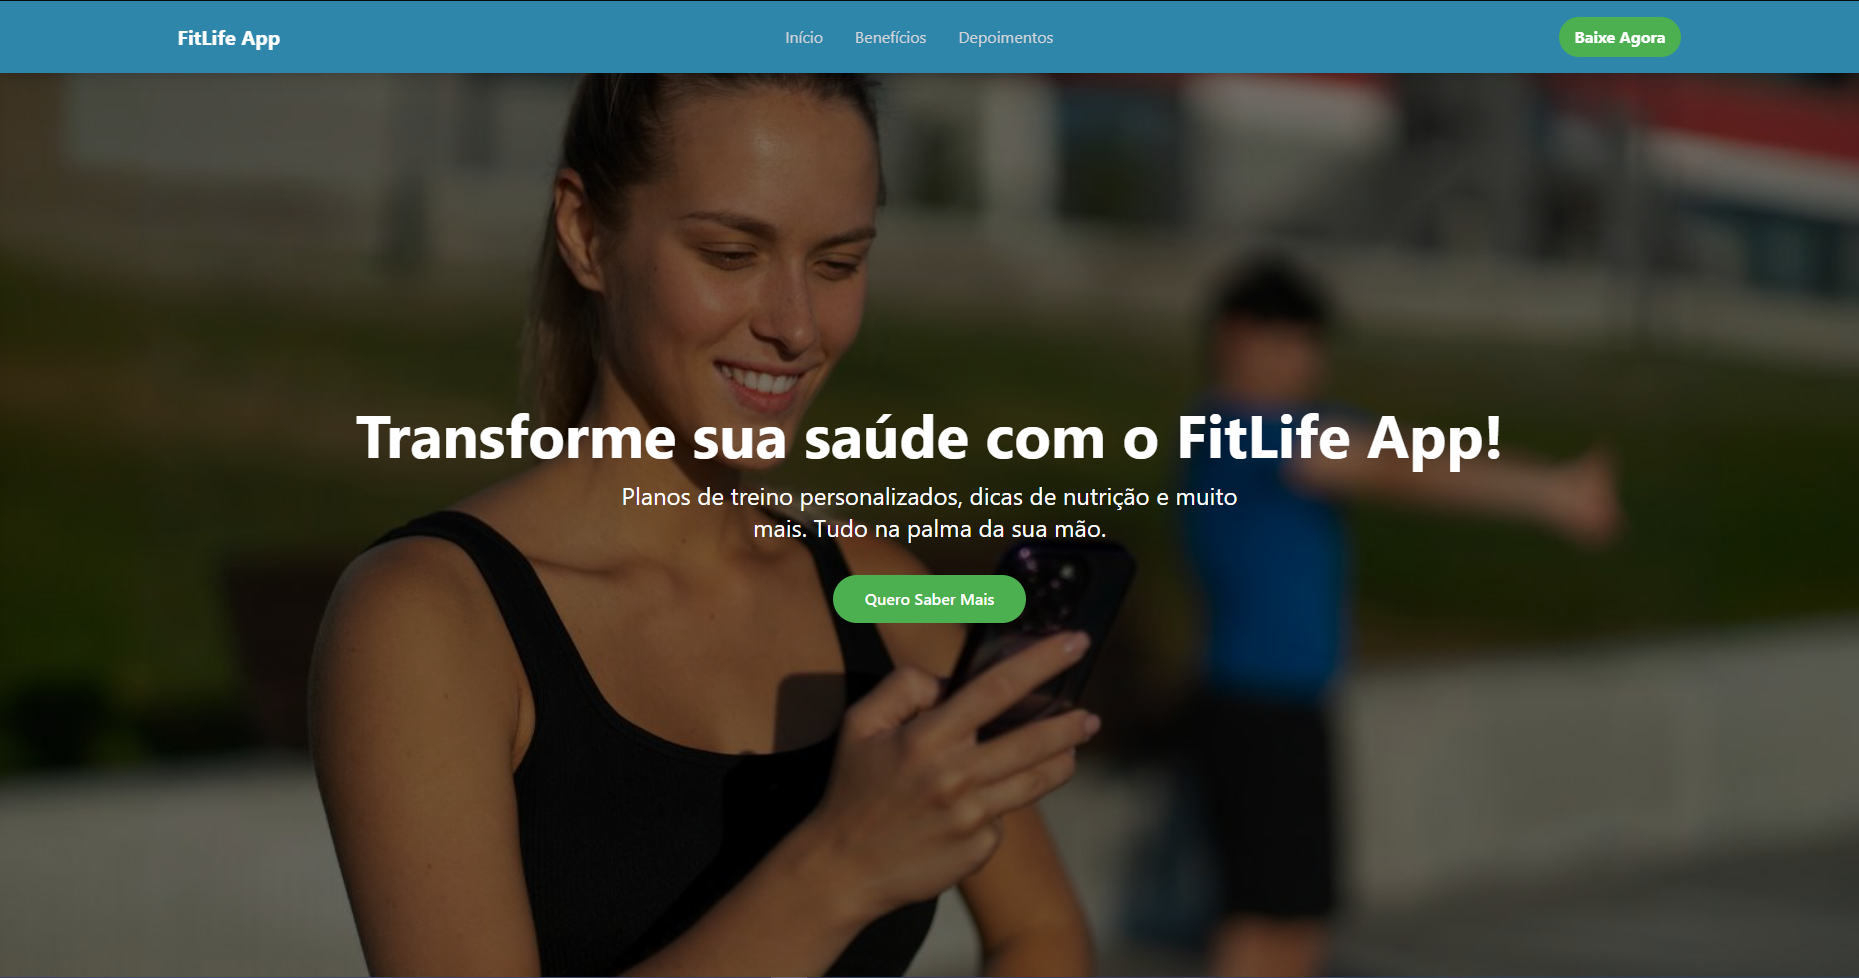 FitLife App
Início
Benefícios
Depoimentos
Baixe Agora
Transforme sua saúde com o FitLife App!
Planos de treino personalizados, dicas de nutrição e muito
mais. Tudo na palma da sua mão.
Quero Saber Mais